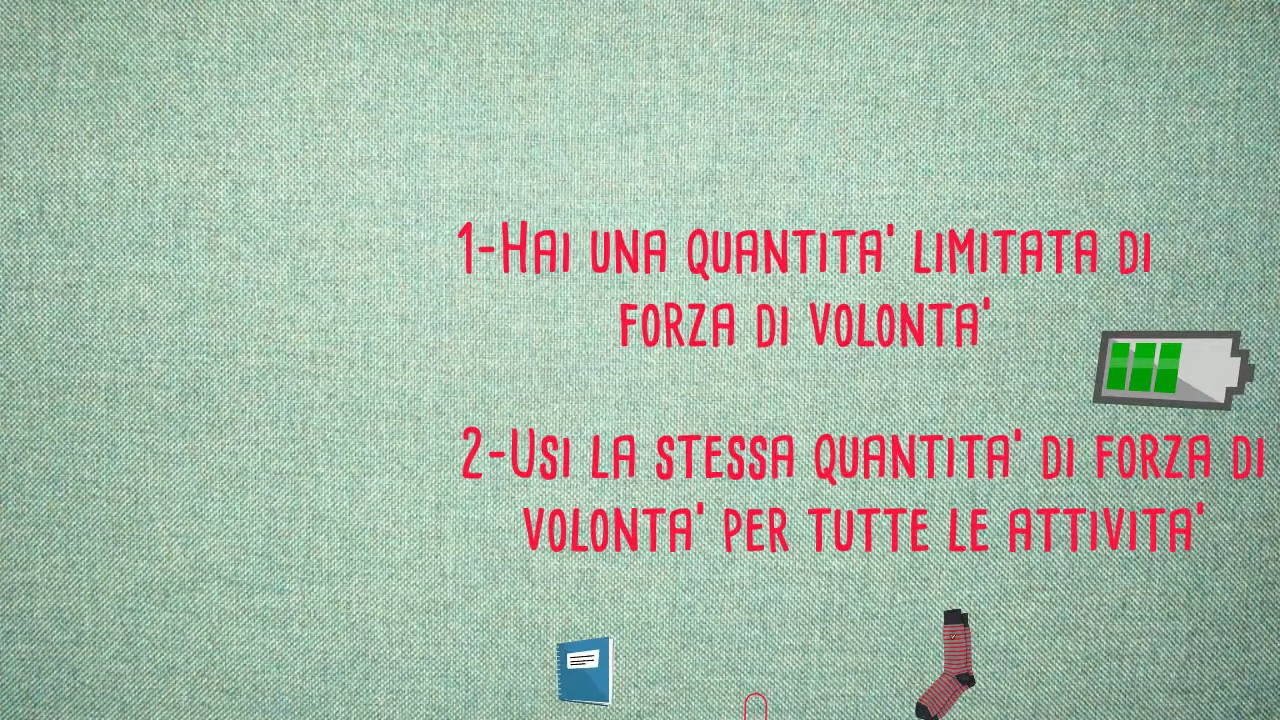 1-Hai una quantita' limitata di
forza di volonta'
2-Usi la stessa quantita' di forza di
volonta' per tutte le attivita'